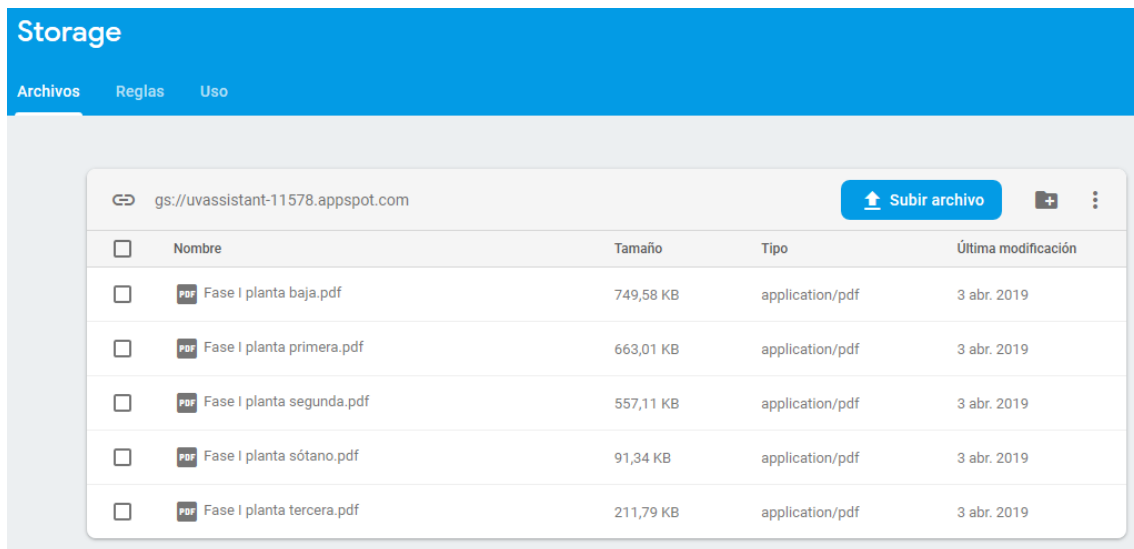 Storage
Archivos Reglas Uso
gs://uvassistant-11578.appspot.com Subir archivo
Nombre Tamaño Tipo Última modificación
PDF Fase I planta baja.pdf 749,58 KB application/pdf 3 abr. 2019
PDF Fase I planta primera.pdf 663,01 KB application/pdf 3 abr. 2019
PDF Fase I planta segunda.pdf 557,11 KB application/pdf 3 abr. 2019
PDF Fase I planta sótano.pdf 91,34 KB application/pdf 3 abr. 2019
PDF Fase I planta tercera.pdf 211,79 KB application/pdf 3 abr. 2019